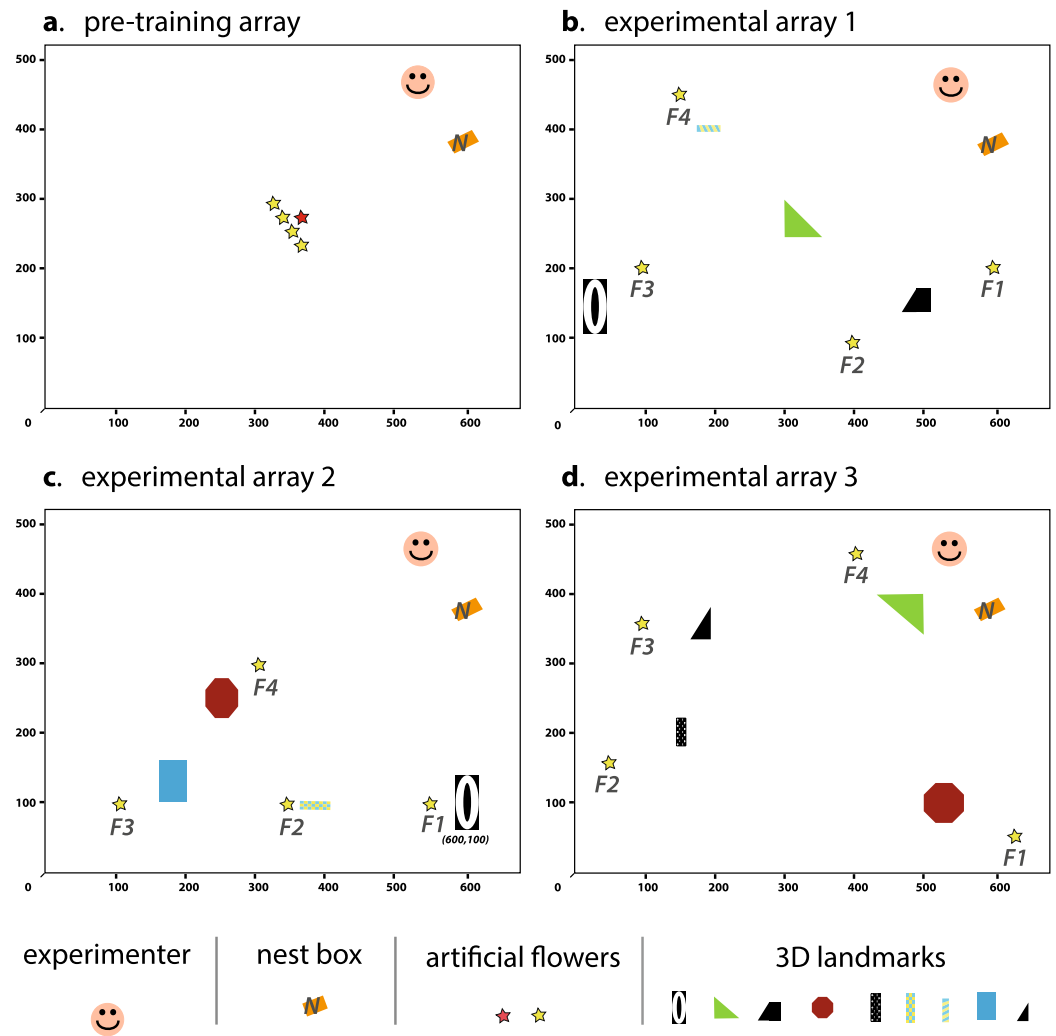 a. pre-training array
500
400
300
200
100
0
100
200
300
400
500
600
N
b. experimental array 1
500
400
300
200
100
0
100
200
300
400
500
600
F4
N
F3
F1
F2
c. experimental array 2
500
400
300
200
100
0
100
200
300
400
500
600
N
F4
F3
F2
F1
(600,100)
d. experimental array 3
500
400
300
200
100
0
100
200
300
400
500
600
F4
N
F3
F2
F1
experimenter
nest box
N
artificial flowers
3D landmarks